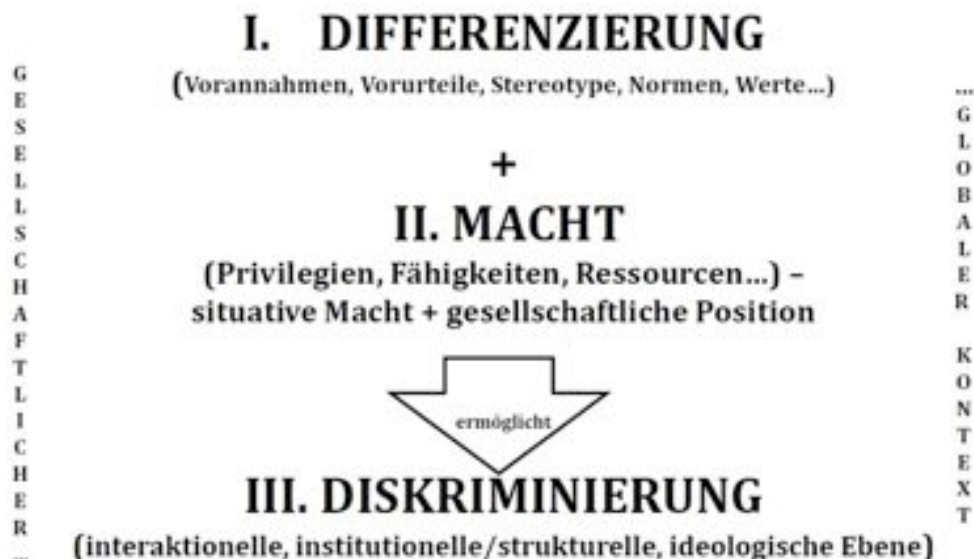 I. DIFFERENZIERUNG
(Vorannahmen, Vorurteile, Stereotype, Normen, Werte...)
+
II. MACHT
(Privilegien, Fähigkeiten, Ressourcen...) –
situative Macht + gesellschaftliche Position
ermöglicht
III. DISKRIMINIERUNG
(interaktionelle, institutionelle/strukturelle, ideologische Ebene)
GESELLSCHAFTLICHER...
...GLOBALER KONTEXT